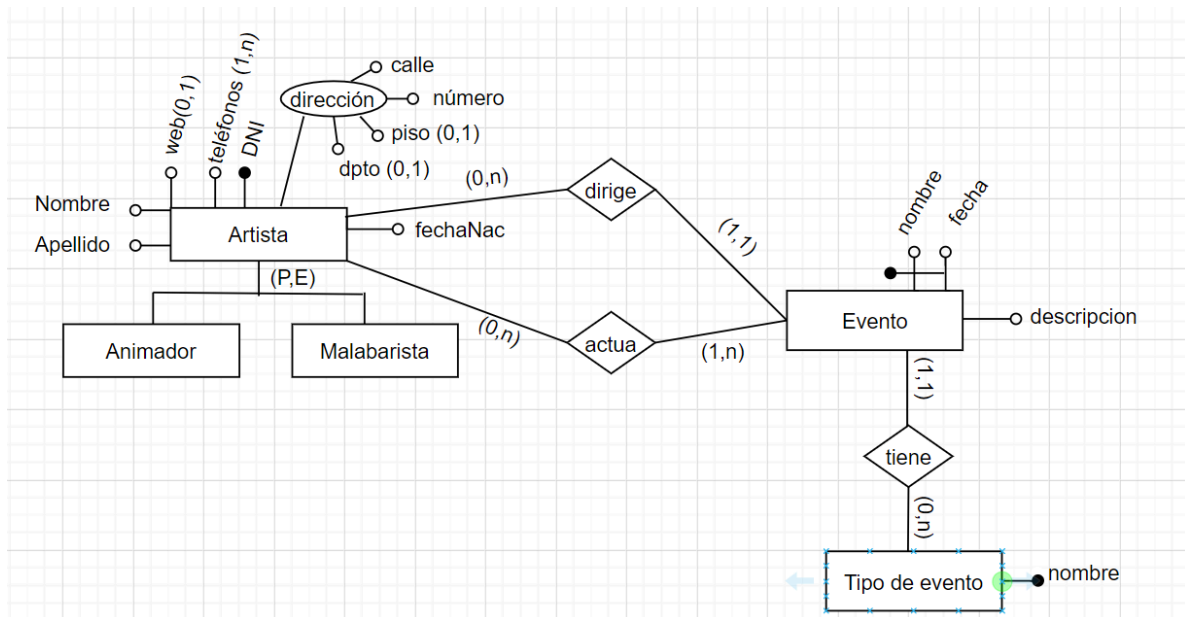 web(0,1)
teléfonos (1,n)
DNI
dirección
calle
número
piso (0,1)
dpto (0,1)
Nombre
Apellido
Artista
fechaNac
(P,E)
Animador
Malabarista
(0,n)
dirige
(1,1)
(0,n)
actua
(1,n)
nombre
fecha
Evento
descripcion
(1,1)
tiene
(0,n)
Tipo de evento
nombre